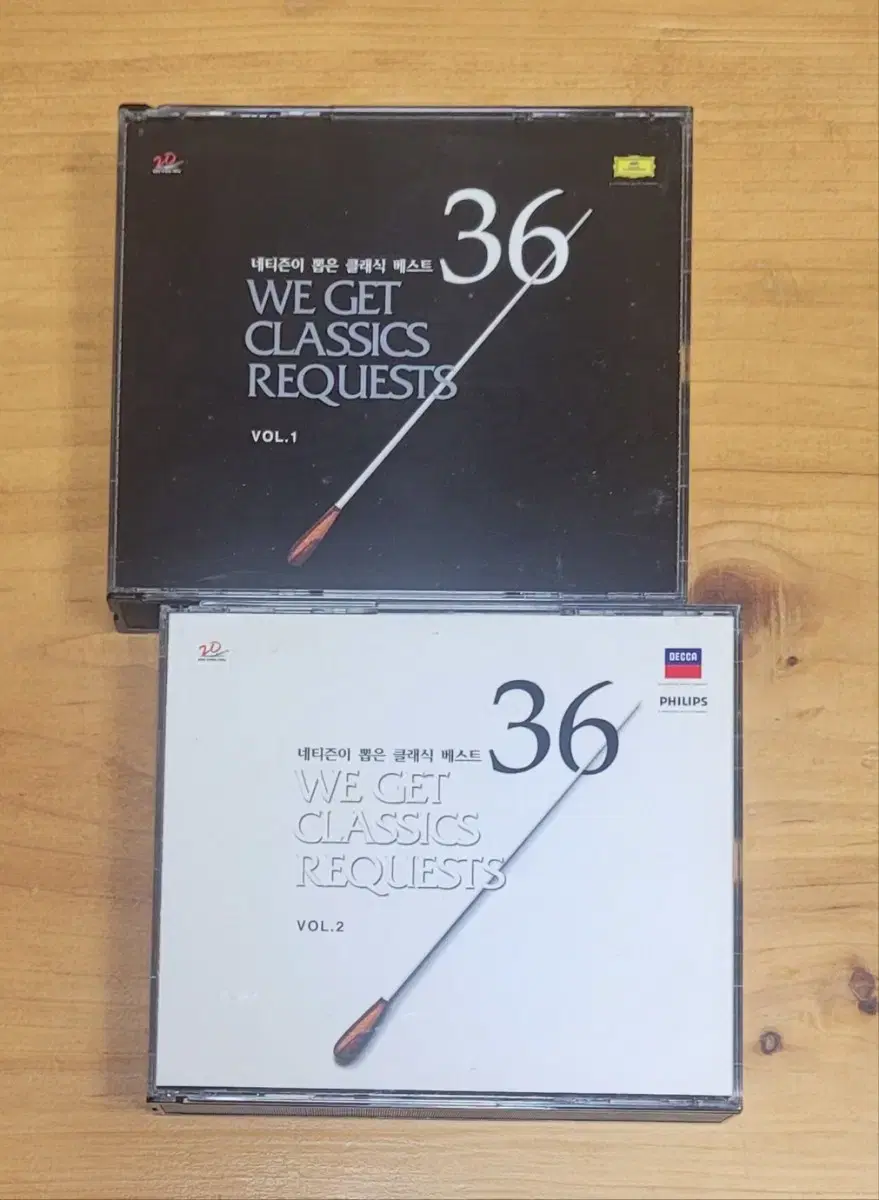 20
36
네티즌이 뽑은 클래식 베스트
WE GET
CLASSICS
REQUESTS
VOL.1
20
DECCA
PHILIPS
36
네티즌이 뽑은 클래식 베스트
WE GET
CLASSICS
REQUESTS
VOL.2